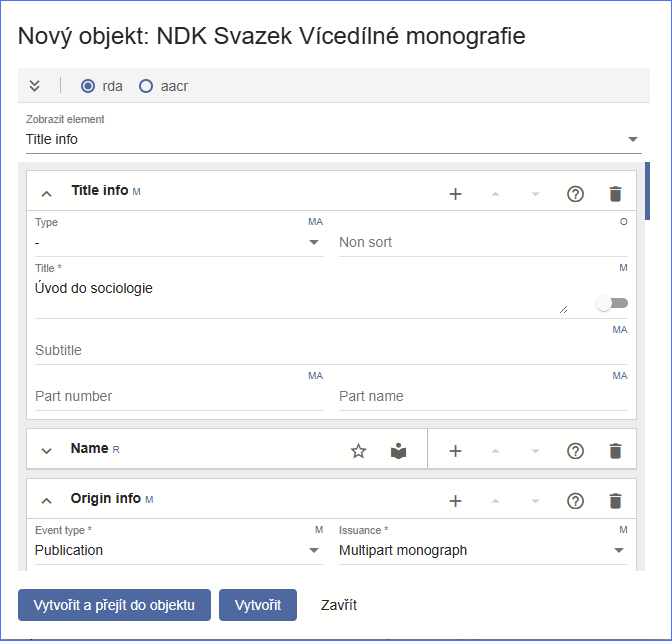 Nový objekt: NDK Svazek Vícedílné monografie
rda aacr
Zobrazit element
Title info
Title info M
Type MA O
- Non sort
Title * M
Úvod do sociologie
MA
Subtitle
MA MA
Part number Part name
Name R
Origin info M
Event type * M Issuance * M
Publication Multipart monograph
Vytvořit a přejít do objektu Vytvořit Zavřít